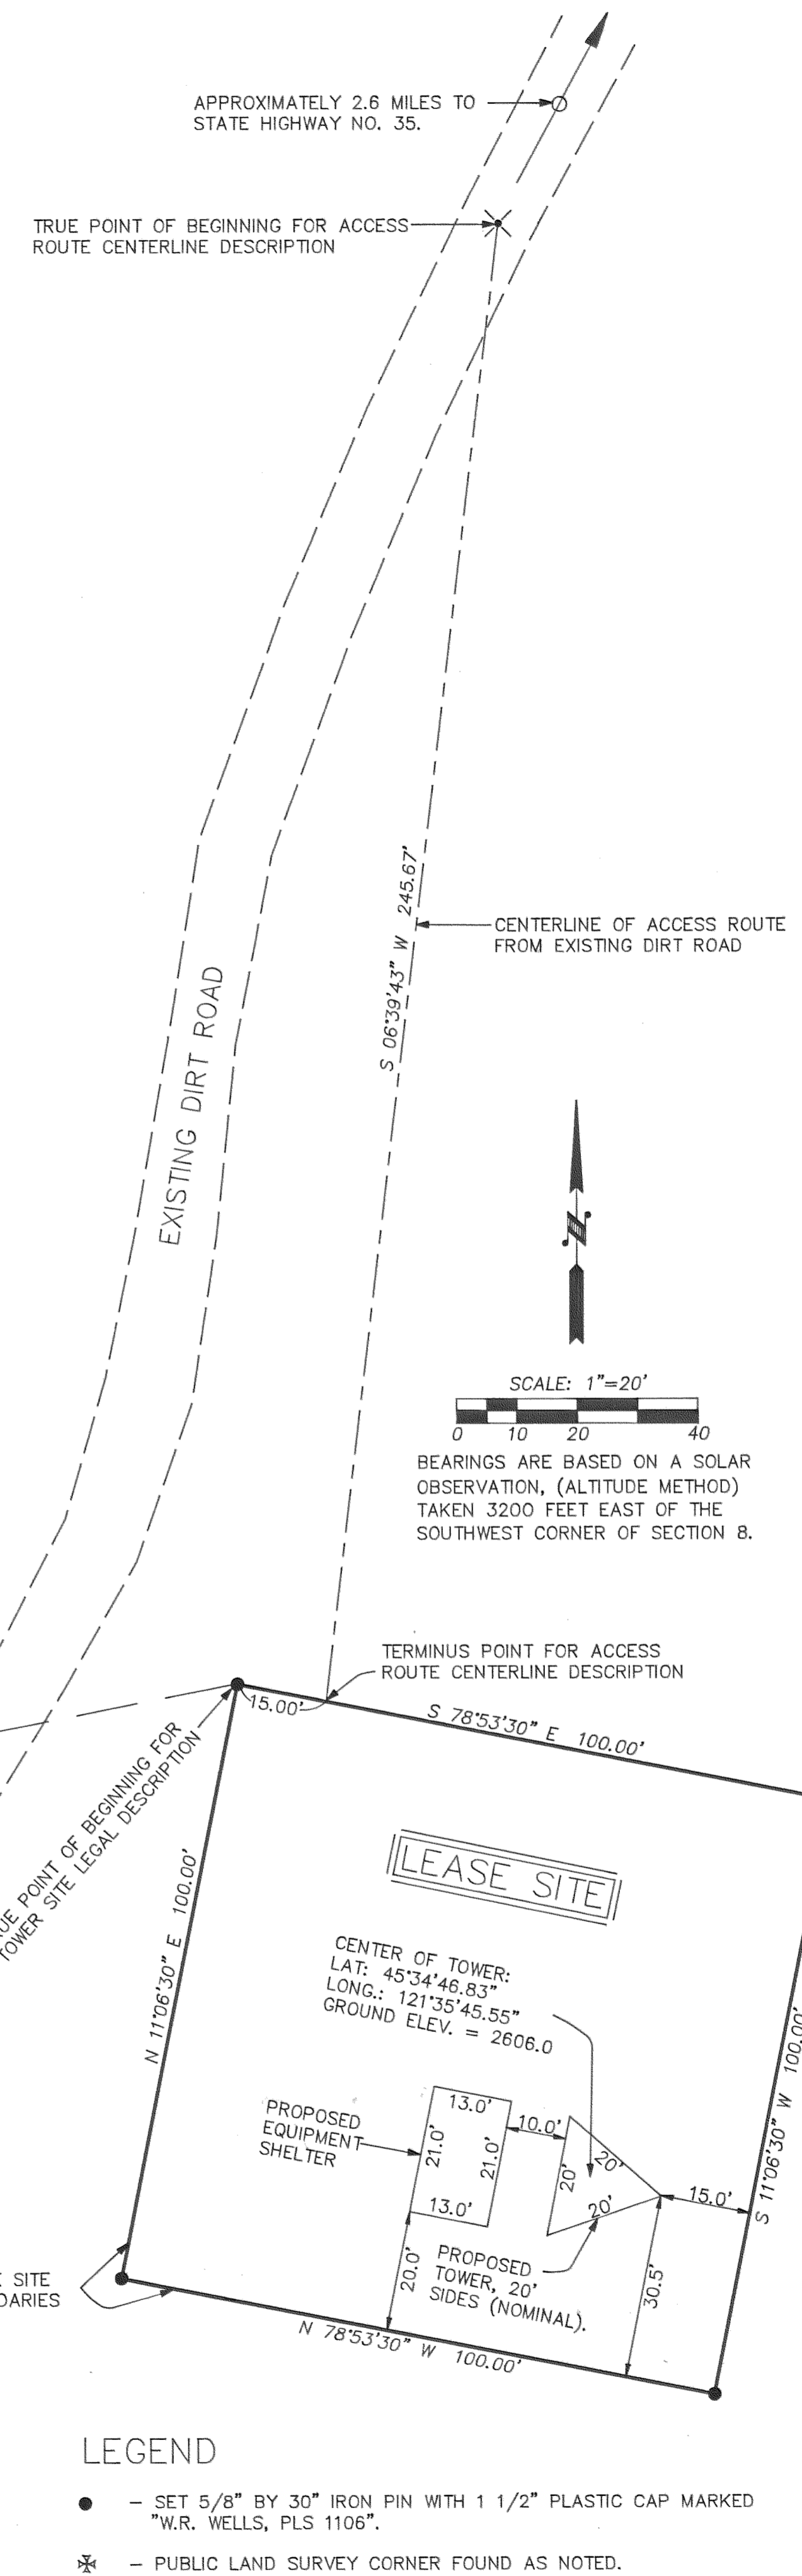 APPROXIMATELY 2.6 MILES TO
STATE HIGHWAY NO. 35.
TRUE POINT OF BEGINNING FOR ACCESS
ROUTE CENTERLINE DESCRIPTION
S 06°39'43" W 245.67'
CENTERLINE OF ACCESS ROUTE
FROM EXISTING DIRT ROAD
EXISTING DIRT ROAD
N
SCALE: 1"=20'
0 10 20 40
BEARINGS ARE BASED ON A SOLAR
OBSERVATION, (ALTITUDE METHOD)
TAKEN 3200 FEET EAST OF THE
SOUTHWEST CORNER OF SECTION 8.
TERMINUS POINT FOR ACCESS
ROUTE CENTERLINE DESCRIPTION
15.00'
S 78°53'30" E 100.00'
UE POINT OF BEGINNING FOR
TOWER SITE LEGAL DESCRIPTION
LEASE SITE
N 11°06'30" E 100.00'
CENTER OF TOWER:
LAT: 45°34'46.83"
LONG.: 121°35'45.55"
GROUND ELEV. = 2606.0
S 11°06'30" W 100.00'
PROPOSED
EQUIPMENT
SHELTER
13.0'
21.0'
21.0'
13.0'
10.0'
20'
20'
20'
15.0'
20.0'
PROPOSED
TOWER, 20'
SIDES (NOMINAL).
30.5'
SITE
DARIES
N 78°53'30" W 100.00'
LEGEND
– SET 5/8" BY 30" IRON PIN WITH 1 1/2" PLASTIC CAP MARKED
"W.R. WELLS, PLS 1106".
– PUBLIC LAND SURVEY CORNER FOUND AS NOTED.